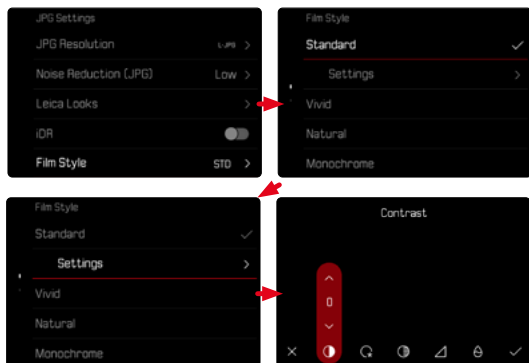 JPG Settings
JPG Resolution L-JPG
Noise Reduction (JPG) Low
Leica Looks
iDR
Film Style STD
Film Style
Standard
Settings
Vivid
Natural
Monochrome
Film Style
Standard
Settings
Vivid
Natural
Monochrome
Contrast
0